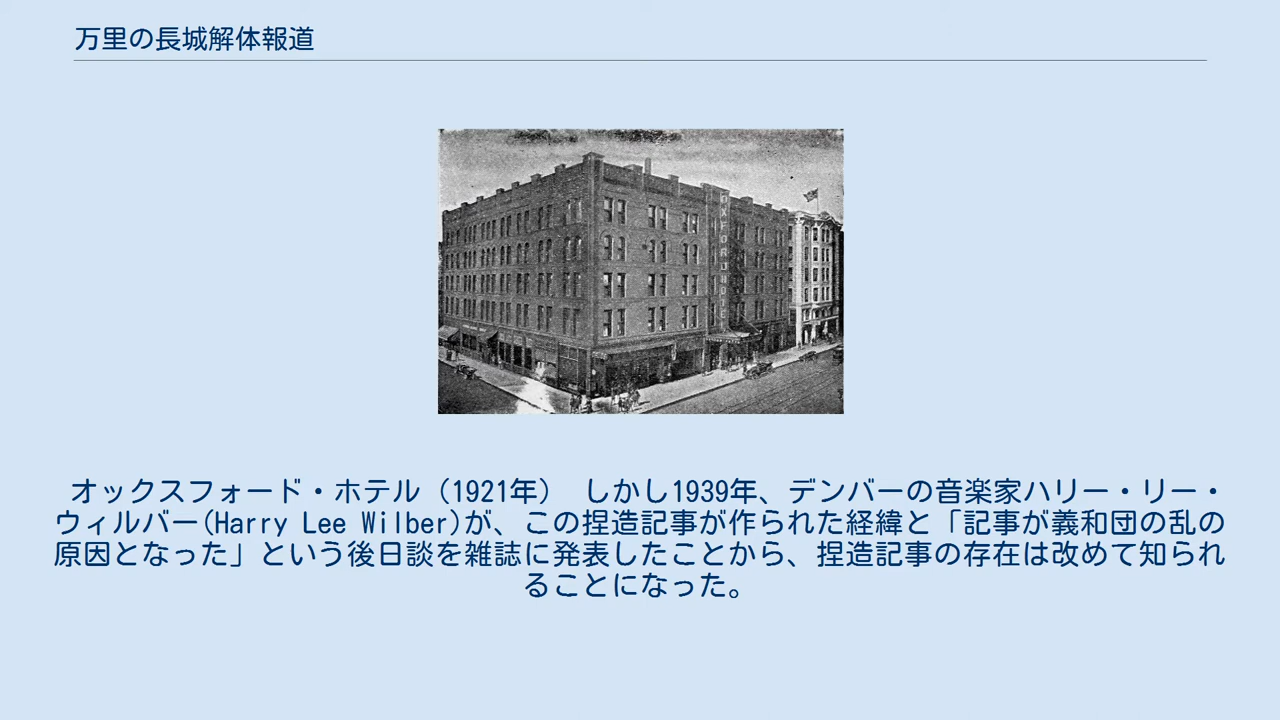 万里の長城解体報道
OXFORD HOTEL
オックスフォード・ホテル（1921年） しかし1939年、デンバーの音楽家ハリー・リー・
ウィルバー(Harry Lee Wilber)が、この捏造記事が作られた経緯と「記事が義和団の乱の
原因となった」という後日談を雑誌に発表したことから、捏造記事の存在は改めて知られ
ることになった。